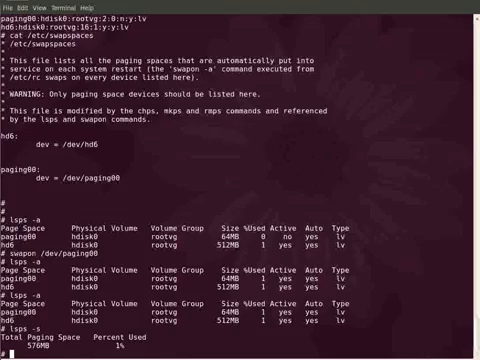 File Edit View Terminal Help
paging00:hdisk0:rootvg:2:0:n:y:lv
hd6:hdisk0:rootvg:16:1:y:y:lv
# cat /etc/swapspaces
* /etc/swapspaces
*
* This file lists all the paging spaces that are automatically put into
* service on each system restart (the 'swapon -a' command executed from
* /etc/rc swaps on every device listed here).
*
* WARNING: Only paging space devices should be listed here.
*
* This file is modified by the chps, mkps and rmps commands and referenced
* by the lsps and swapon commands.
hd6:
dev = /dev/hd6
paging00:
dev = /dev/paging00
#
#
# lsps -a
Page Space Physical Volume Volume Group Size %Used Active Auto Type
paging00 hdisk0 rootvg 64MB 0 no yes lv
hd6 hdisk0 rootvg 512MB 1 yes yes lv
# swapon /dev/paging00
# lsps -a
Page Space Physical Volume Volume Group Size %Used Active Auto Type
paging00 hdisk0 rootvg 64MB 1 yes yes lv
hd6 hdisk0 rootvg 512MB 1 yes yes lv
# lsps -a
Page Space Physical Volume Volume Group Size %Used Active Auto Type
paging00 hdisk0 rootvg 64MB 1 yes yes lv
hd6 hdisk0 rootvg 512MB 1 yes yes lv
# lsps -s
Total Paging Space Percent Used
576MB 1%
#